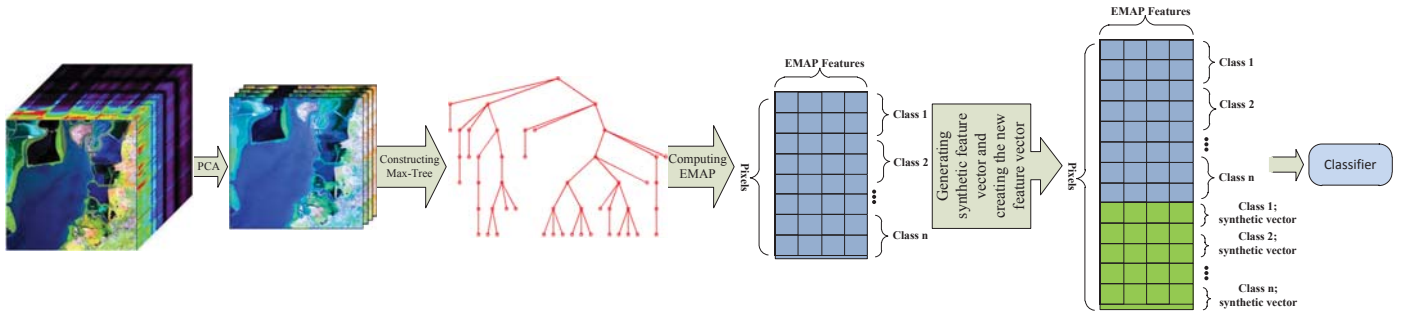 PCA
Constructing
Max-Tree
Computing
EMAP
EMAP Features
Pixels
Class 1
Class 2
Class n
Generating
synthetic feature
vector and
creating the new
feature vector
EMAP Features
Pixels
Class 1
Class 2
Class n
Class 1;
synthetic vector
Class 2;
synthetic vector
Class n;
synthetic vector
Classifier